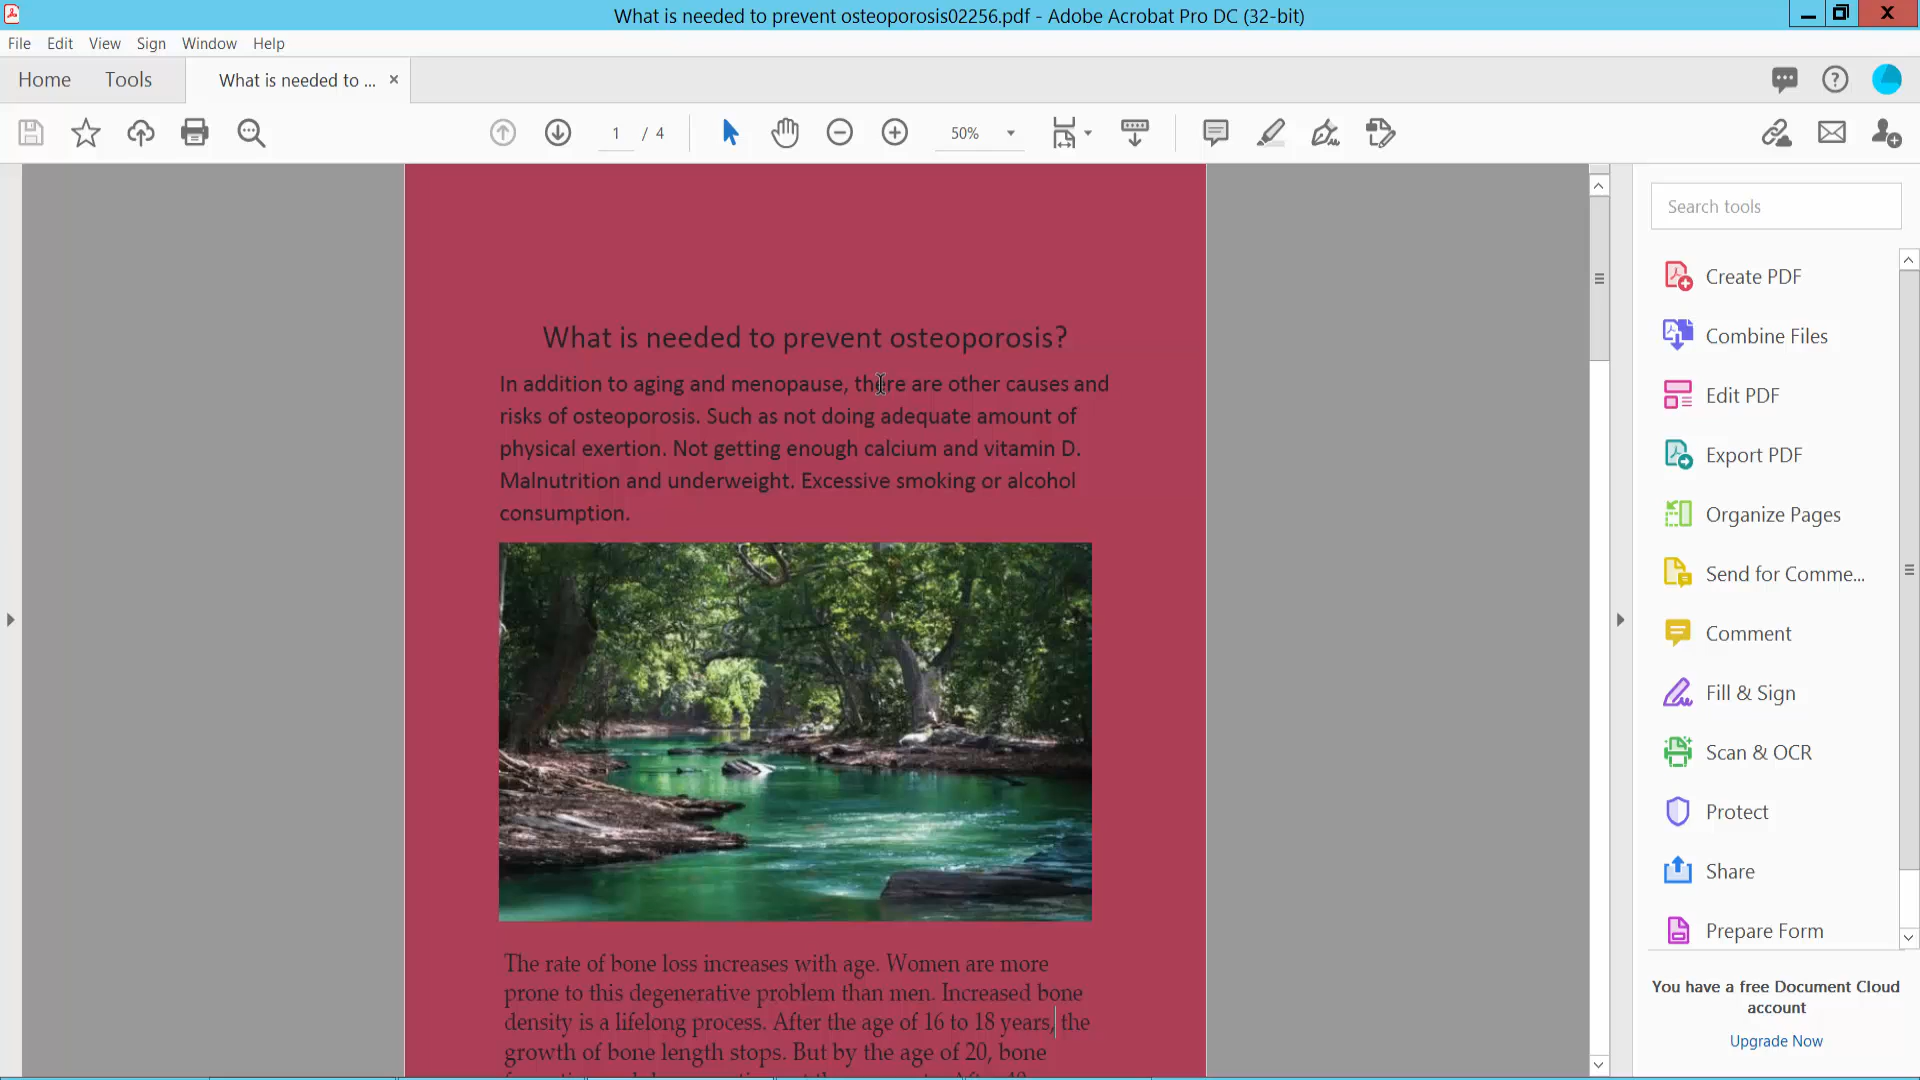 What is needed to prevent osteoporosis02256.pdf - Adobe Acrobat Pro DC (32-bit)
File Edit View Sign Window Help
Home Tools What is needed to ... ×
1 / 4 50%
Search tools
Create PDF
Combine Files
Edit PDF
Export PDF
Organize Pages
Send for Comme...
Comment
Fill & Sign
Scan & OCR
Protect
Share
Prepare Form
You have a free Document Cloud
account
Upgrade Now
What is needed to prevent osteoporosis?
In addition to aging and menopause, there are other causes and
risks of osteoporosis. Such as not doing adequate amount of
physical exertion. Not getting enough calcium and vitamin D.
Malnutrition and underweight. Excessive smoking or alcohol
consumption.
The rate of bone loss increases with age. Women are more
prone to this degenerative problem than men. Increased bone
density is a lifelong process. After the age of 16 to 18 years, the
growth of bone length stops. But by the age of 20, bone